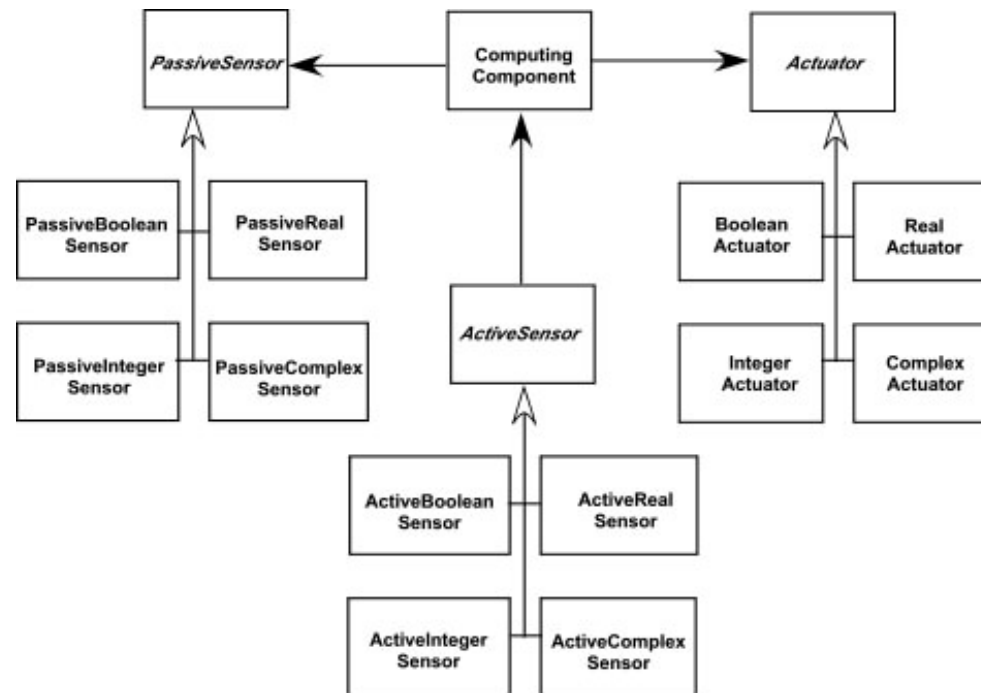 PassiveSensor
Computing
Component
Actuator
PassiveBoolean
Sensor
PassiveReal
Sensor
Boolean
Actuator
Real
Actuator
ActiveSensor
PassiveInteger
Sensor
PassiveComplex
Sensor
Integer
Actuator
Complex
Actuator
ActiveBoolean
Sensor
ActiveReal
Sensor
ActiveInteger
Sensor
ActiveComplex
Sensor